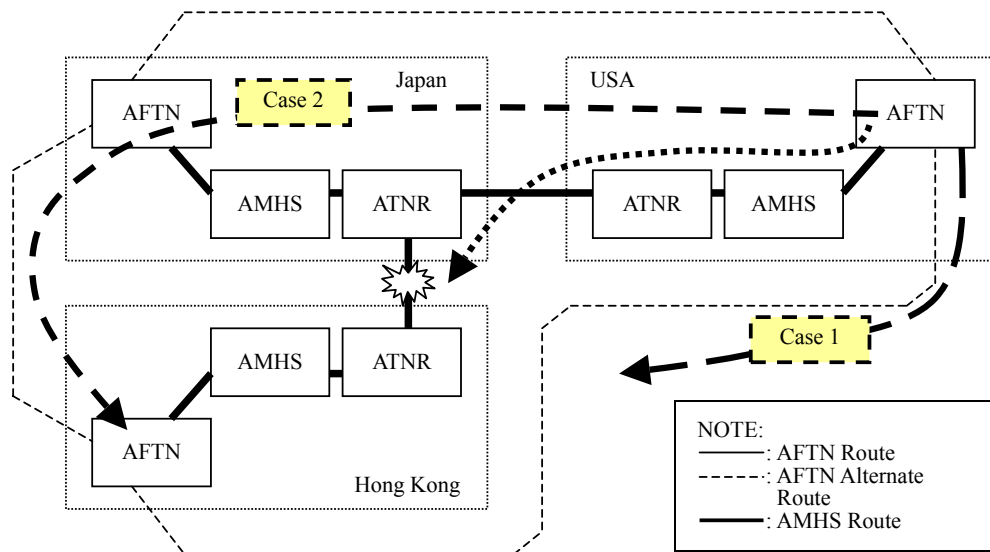 Japan
USA
AFTN
Case 2
AFTN
AMHS
ATNR
ATNR
AMHS
Case 1
AMHS
ATNR
AFTN
Hong Kong
NOTE:
: AFTN Route
: AFTN Alternate
Route
: AMHS Route